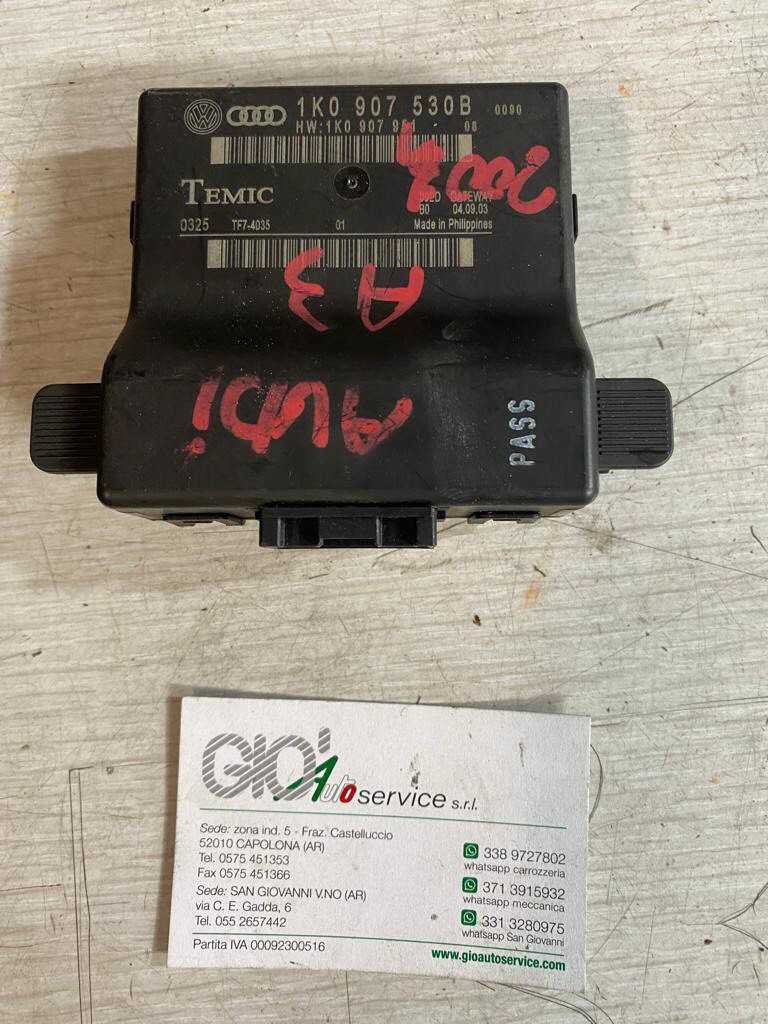 1K0 907 530B 0090
HW:1K0 907 951 08
TEMIC
GATEWAY
B0 04.09.03
0325 TF7-4035 01 Made in Philippines
A3
AUDi
PASS
GIO' Autoservice s.r.l.
Sede: zona ind. 5 - Fraz. Castelluccio
52010 CAPOLONA (AR)
Tel. 0575 451353
Fax 0575 451366
Sede: SAN GIOVANNI V.NO (AR)
via C. E. Gadda, 6
Tel. 055 2657442
Partita IVA 00092300516
338 9727802
whatsapp carrozzeria
371 3915932
whatsapp meccanica
331 3280975
whatsapp San Giovanni
www.gioautoservice.com